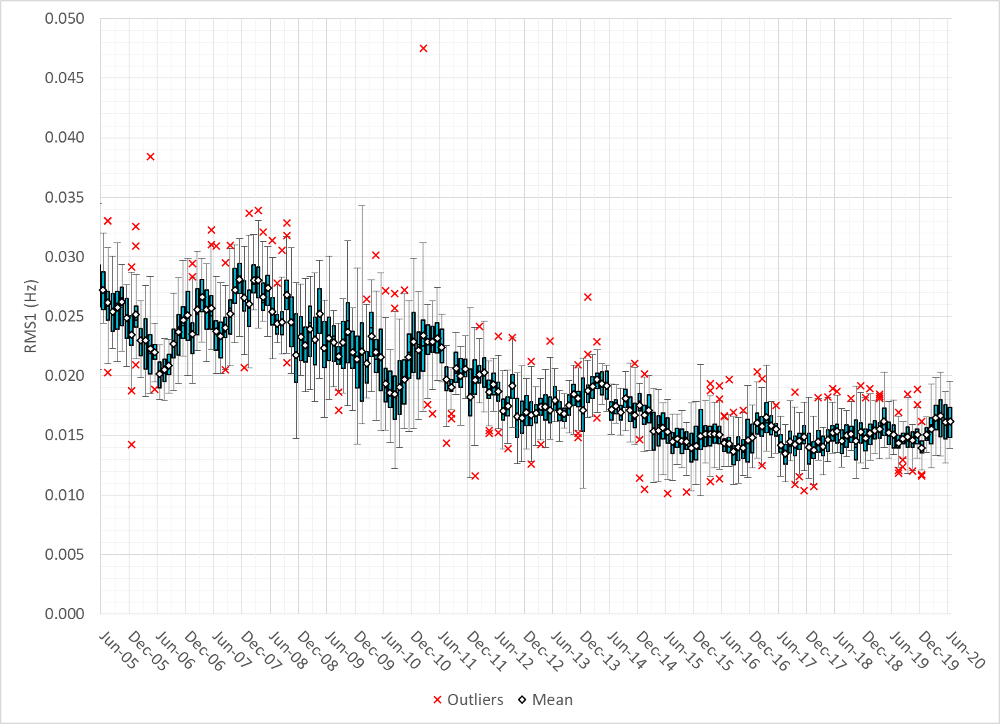 0.050
0.045
0.040
0.035
0.030
0.025
0.020
0.015
0.010
0.005
0.000
RMS1 (Hz)
Jun-05
Dec-05
Jun-06
Dec-06
Jun-07
Dec-07
Jun-08
Dec-08
Jun-09
Dec-09
Jun-10
Dec-10
Jun-11
Dec-11
Jun-12
Dec-12
Jun-13
Dec-13
Jun-14
Dec-14
Jun-15
Dec-15
Jun-16
Dec-16
Jun-17
Dec-17
Jun-18
Dec-18
Jun-19
Dec-19
Jun-20
Outliers Mean